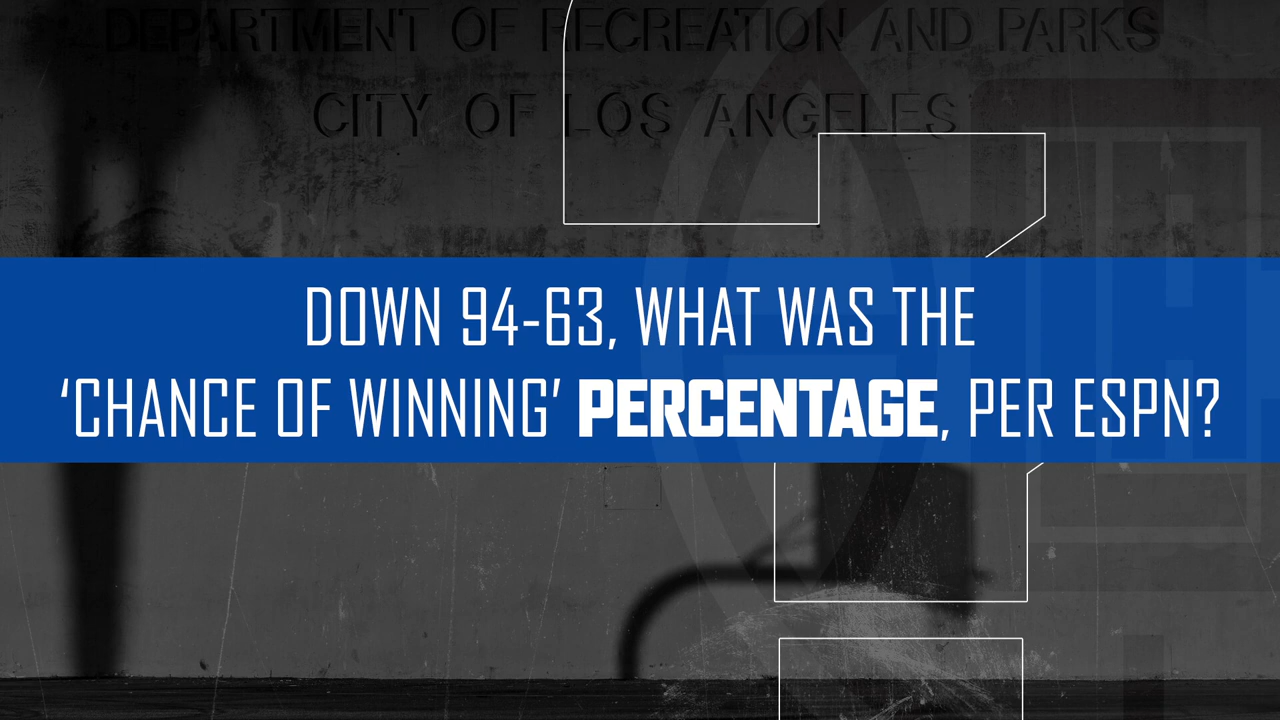 DEPARTMENT OF RECREATION AND PARKS
CITY OF LOS ANGELES
DOWN 94-63, WHAT WAS THE
‘CHANCE OF WINNING’ PERCENTAGE, PER ESPN?